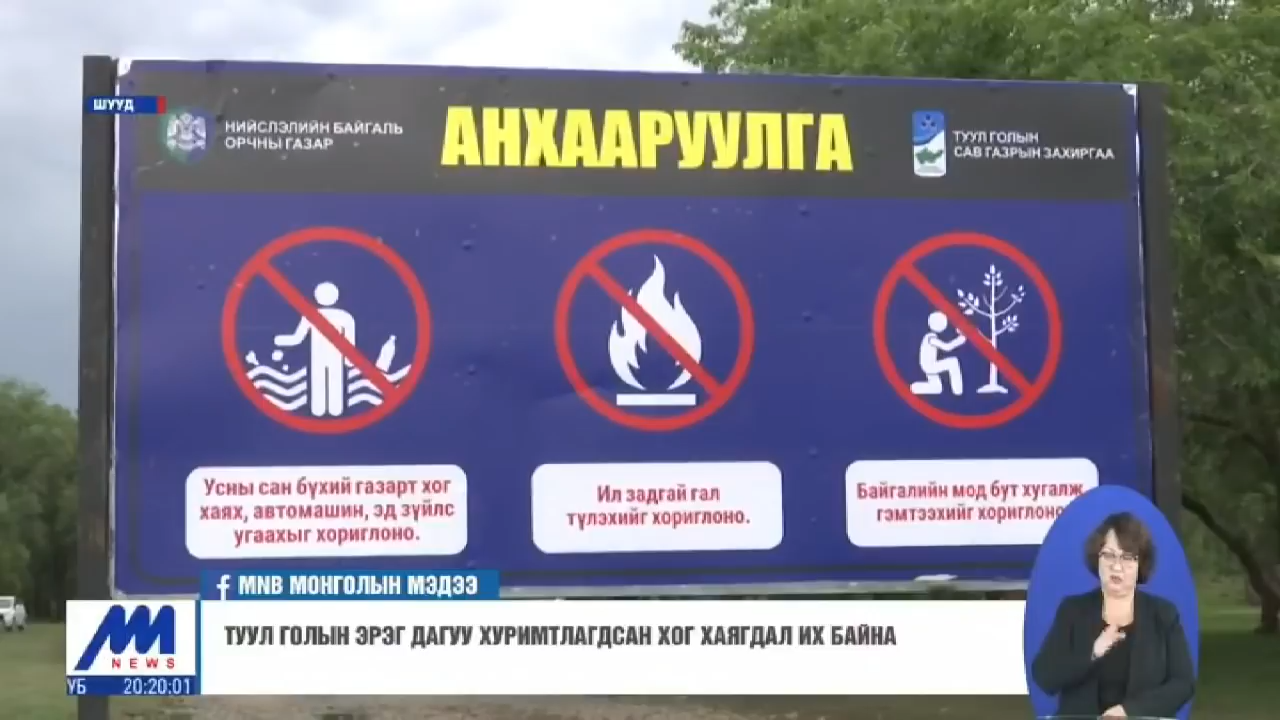 ШУУД
НИЙСЛЭЛИЙН БАЙГАЛЬ
ОРЧНЫ ГАЗАР
АНХААРУУЛГА
ТУУЛ ГОЛЫН
САВ ГАЗРЫН ЗАХИРГАА
Усны сан бүхий газарт хог
хаях, автомашин, эд зүйлс
угаахыг хориглоно.
Ил задгай гал
түлэхийг хориглоно.
Байгалийн мод бут хугалж,
гэмтээхийг хориглоно
f MNB МОНГОЛЫН МЭДЭЭ
ТУУЛ ГОЛЫН ЭРЭГ ДАГУУ ХУРИМТЛАГДСАН ХОГ ХАЯГДАЛ ИХ БАЙНА
NEWS
УБ 20:20:01